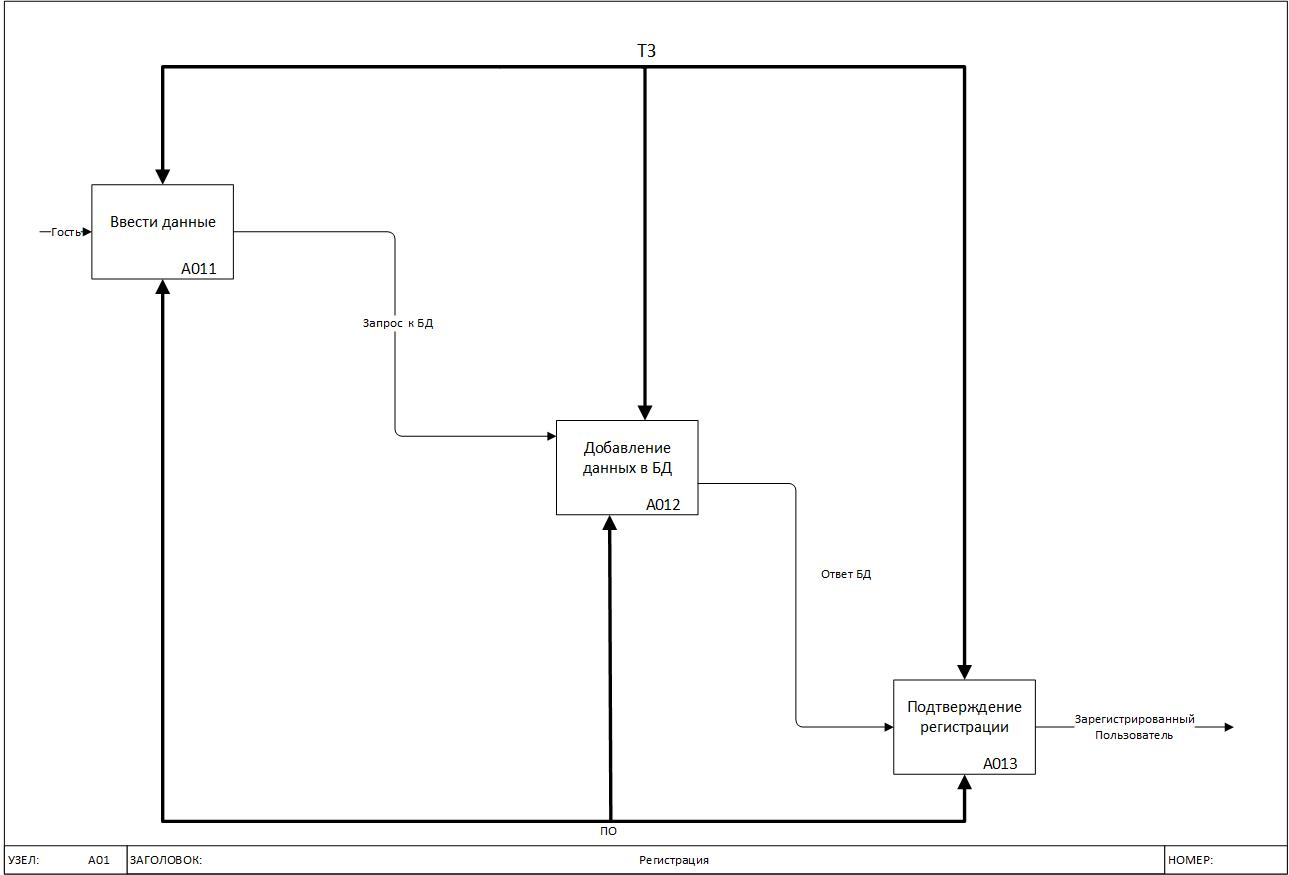 ТЗ
Ввести данные
А011
Гость
Запрос к БД
Добавление
данных в БД
А012
Ответ БД
Подтверждение
регистрации
А013
Зарегистрированный
Пользователь
ПО
УЗЕЛ: А01 ЗАГОЛОВОК: Регистрация НОМЕР: